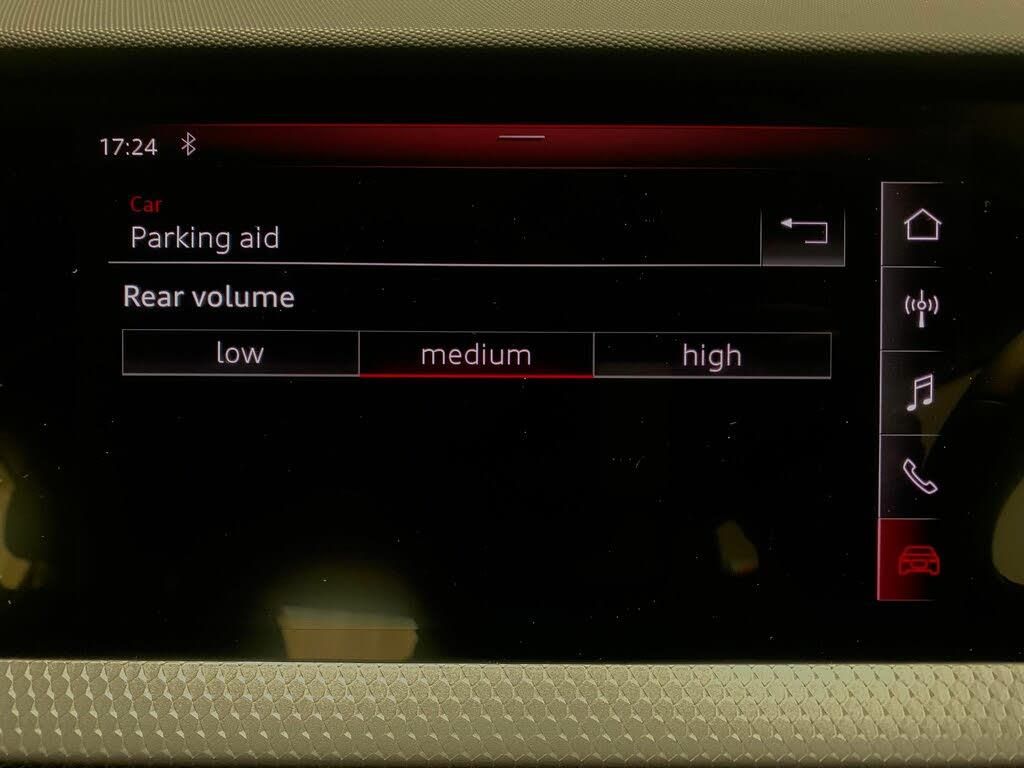 17:24
Car
Parking aid
Rear volume
low medium high